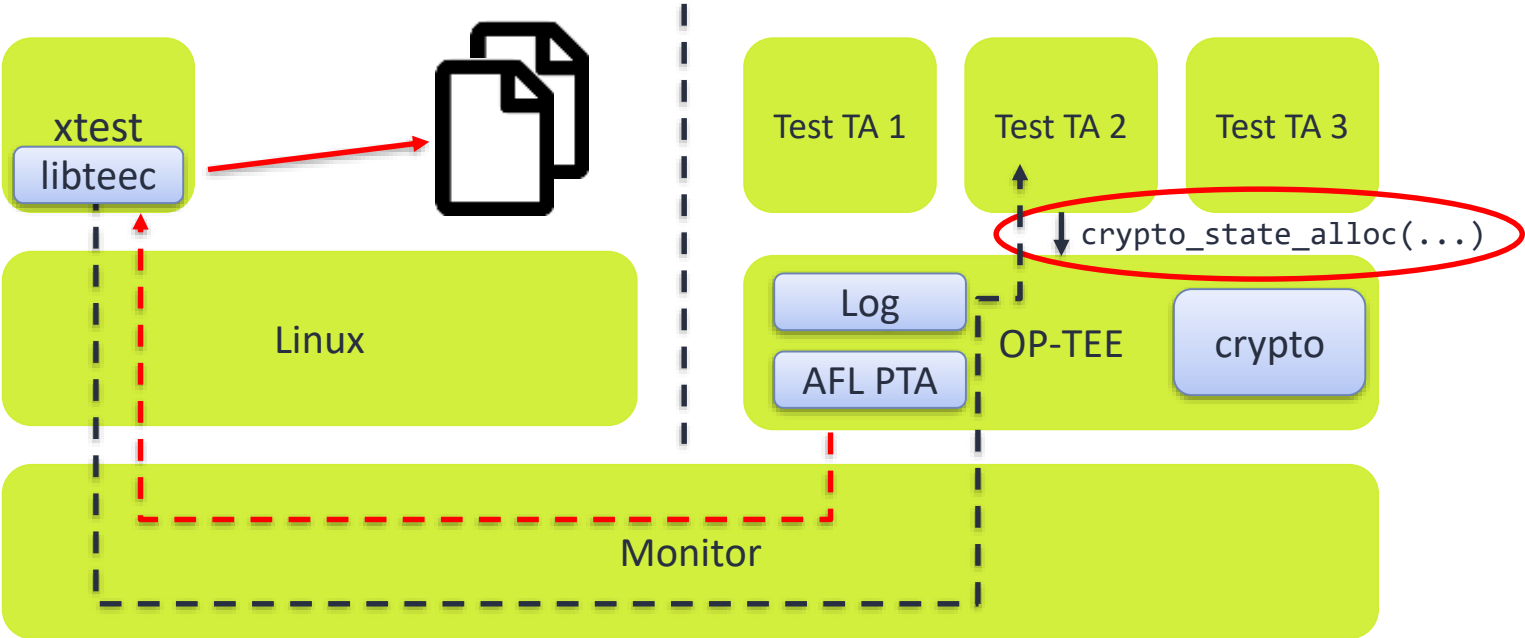 xtest
libteec
Test TA 1
Test TA 2
Test TA 3
crypto_state_alloc(...)
Linux
Log
AFL PTA
OP-TEE
crypto
Monitor